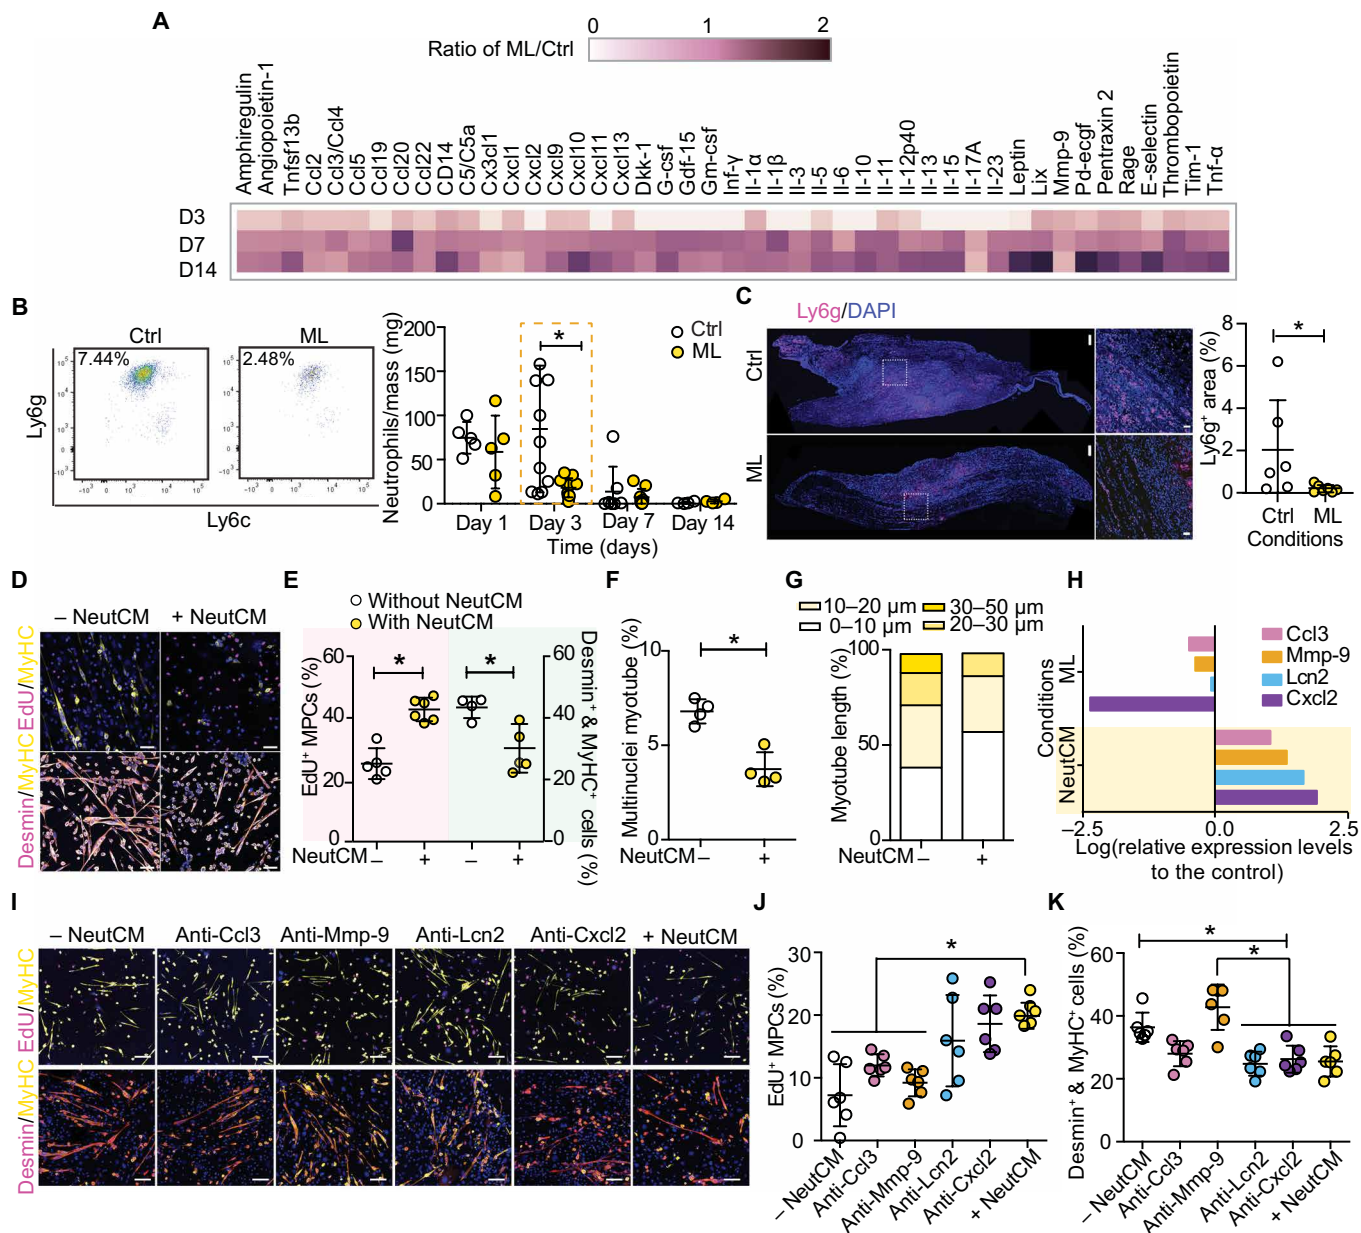 A
0 1 2
Ratio of ML/Ctrl
Amphiregulin
Angiopoietin-1
Tnfsf13b
Ccl2
Ccl3/Ccl4
Ccl5
Ccl19
Ccl20
Ccl22
CD14
C5/C5a
Cx3cl1
Cxcl1
Cxcl2
Cxcl9
Cxcl10
Cxcl11
Cxcl13
Dkk-1
G-csf
Gdf-15
Gm-csf
Inf-γ
Il-1α
Il-1β
Il-3
Il-5
Il-6
Il-10
Il-11
Il-12p40
Il-13
Il-15
Il-17A
Il-23
Leptin
Lix
Mmp-9
Pd-ecgf
Pentraxin 2
Rage
E-selectin
Thrombopoietin
Tim-1
Tnf-α
D3
D7
D14
B
Ctrl ML
7.44% 2.48%
Ly6g
Ly6c
Neutrophils/mass (mg)
200
150
100
50
0
*
Ctrl
ML
Day 1 Day 3 Day 7 Day 14
Time (days)
C
Ly6g/DAPI
Ctrl
ML
Ly6g⁺ area (%)
8
6
4
2
0
*
Ctrl ML
Conditions
D
– NeutCM + NeutCM
EdU/MyHC
Desmin/MyHC
E
Without NeutCM
With NeutCM
EdU⁺ MPCs (%)
60
40
20
0
* *
60
40
20
0
Desmin⁺ & MyHC⁺ cells (%)
NeutCM – + – +
F
Multinuclei myotube (%)
10
5
0
*
NeutCM – +
G
10–20 μm 30–50 μm
0–10 μm 20–30 μm
Myotube length (%)
100
50
0
NeutCM – +
H
Conditions
ML
NeutCM
Ccl3
Mmp-9
Lcn2
Cxcl2
–2.5 0.0 2.5
Log(relative expression levels
to the control)
I
– NeutCM Anti-Ccl3 Anti-Mmp-9 Anti-Lcn2 Anti-Cxcl2 + NeutCM
EdU/MyHC
Desmin/MyHC
J
EdU⁺ MPCs (%)
30
20
10
0
*
– NeutCM
Anti-Ccl3
Anti-Mmp-9
Anti-Lcn2
Anti-Cxcl2
+ NeutCM
K
Desmin⁺ & MyHC⁺ cells (%)
60
40
20
0
*
*
– NeutCM
Anti-Ccl3
Anti-Mmp-9
Anti-Lcn2
Anti-Cxcl2
+ NeutCM